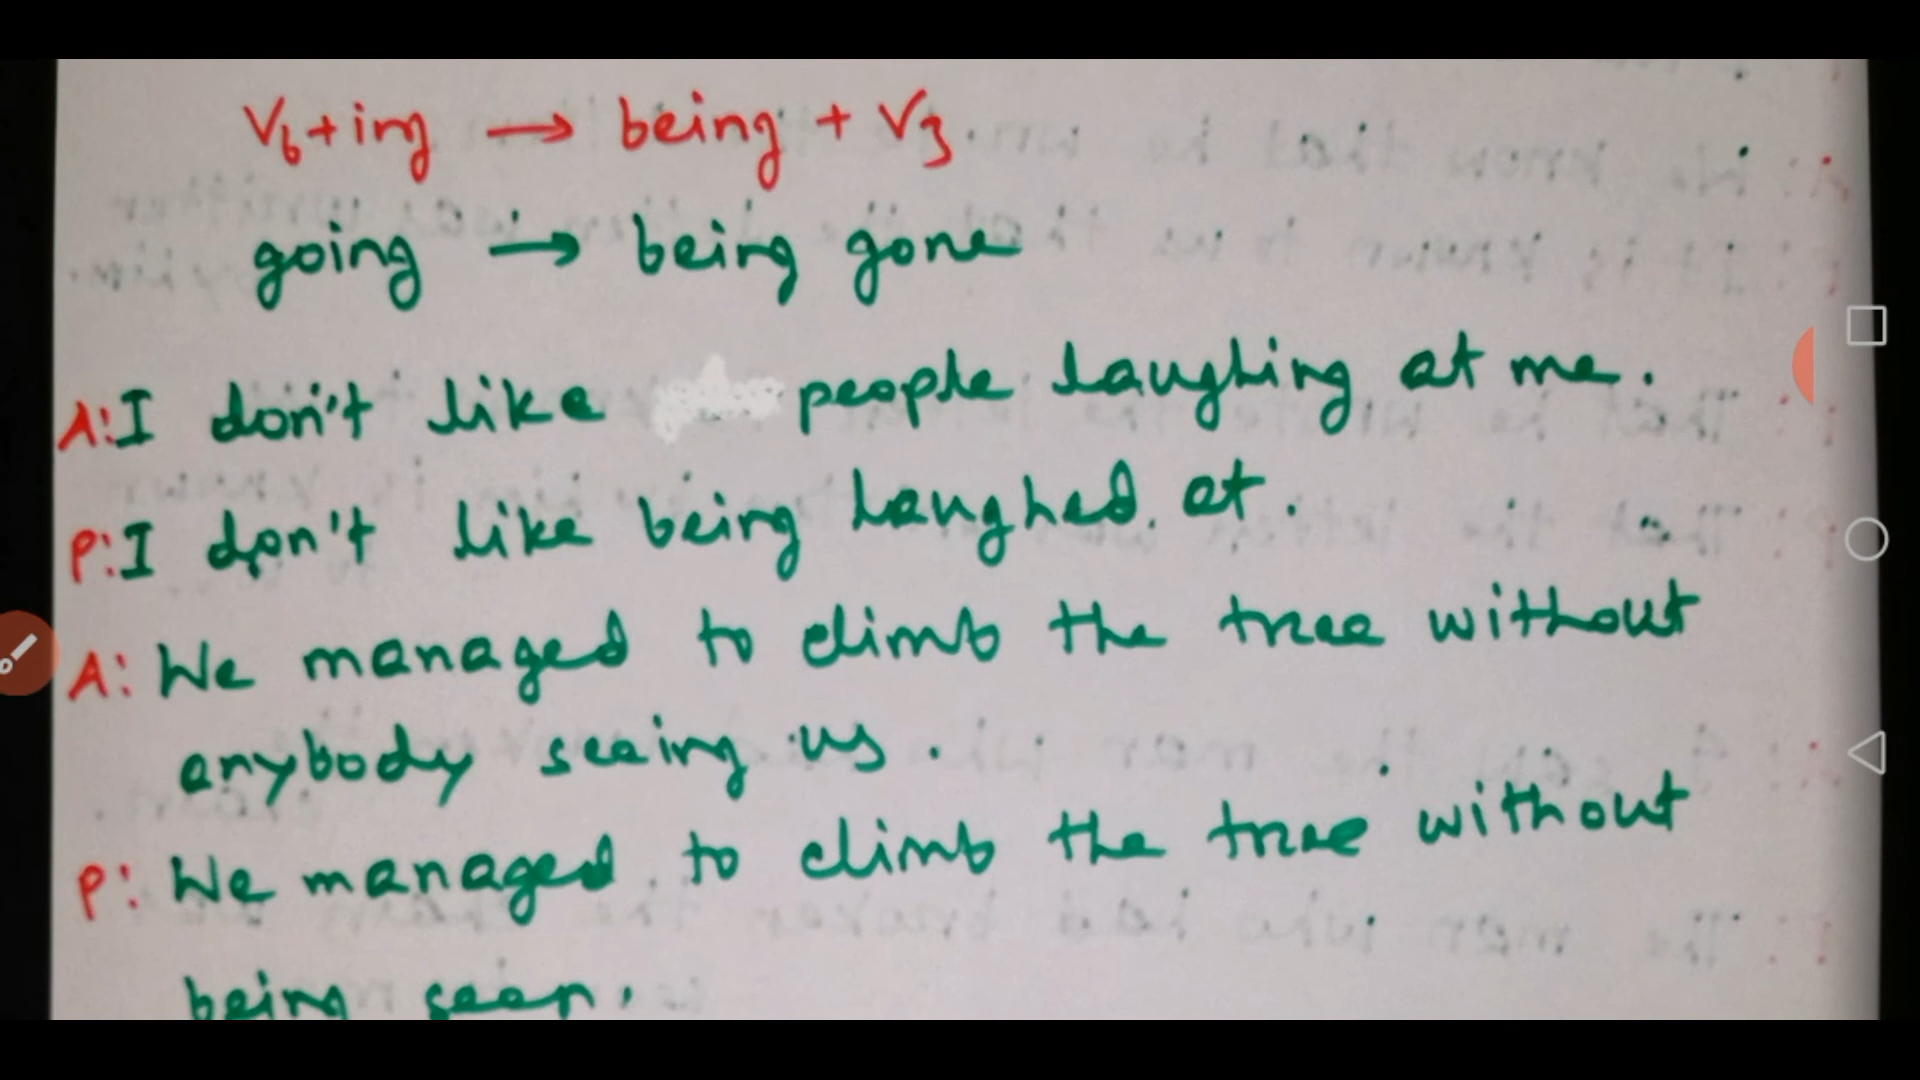 V6+ing → being + V3
going → being gone
A: I don't like people laughing at me.
P: I don't like being laughed at.
A: We managed to climb the tree without
anybody seeing us.
P: We managed to climb the tree without
being seen.